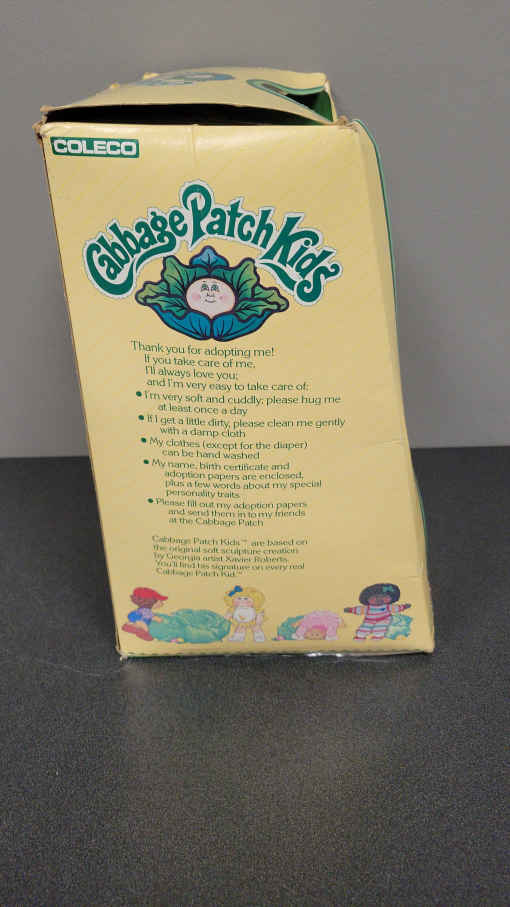 COLECO
Cabbage Patch Kids
Thank you for adopting me!
If you take care of me,
I'll always love you;
and I'm very easy to take care of:
• I'm very soft and cuddly; please hug me
at least once a day
• If I get a little dirty, please clean me gently
with a damp cloth
• My clothes (except for the diaper)
can be hand washed
• My name, birth certificate and
adoption papers are enclosed,
plus a few words about my special
personality traits
• Please fill out my adoption papers
and send them in to my friends
at the Cabbage Patch
Cabbage Patch Kids™ are based on
the original soft sculpture creation
by Georgia artist Xavier Roberts.
You'll find his signature on every real
Cabbage Patch Kid.™